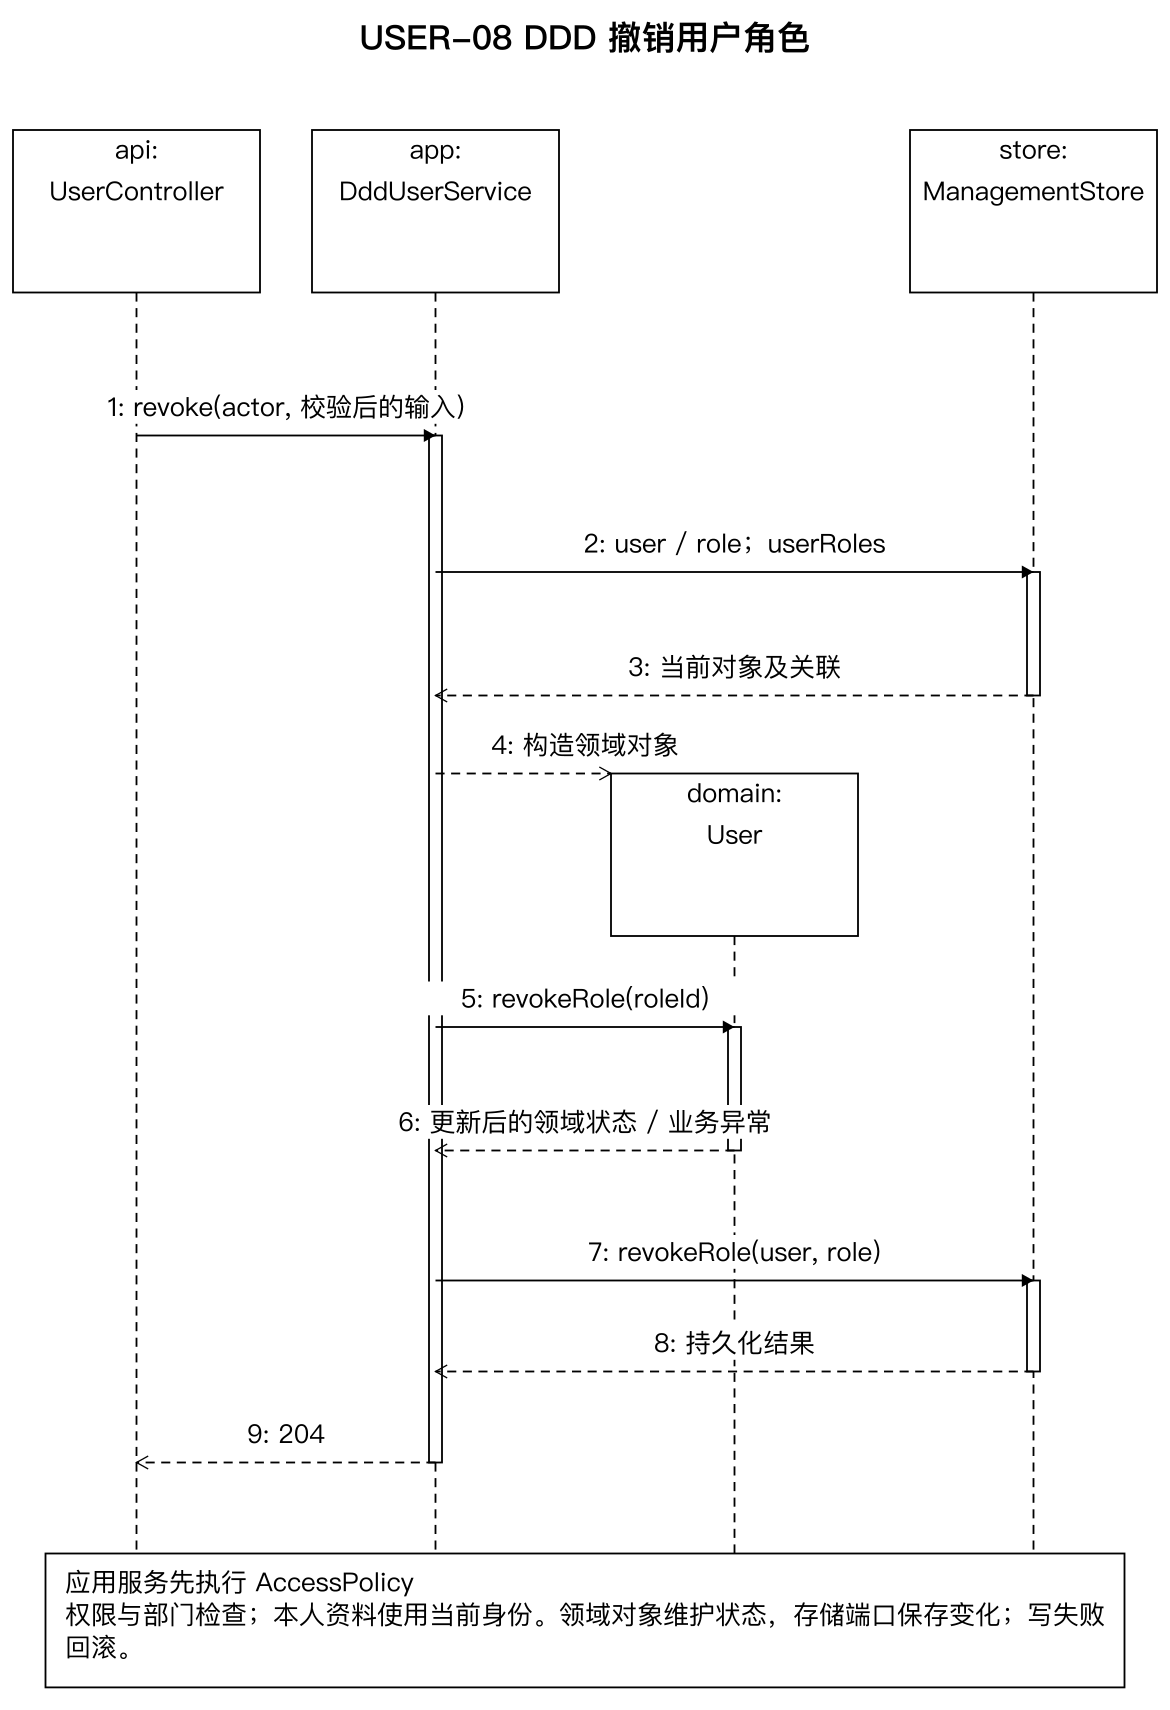 USER-08 DDD 撤销用户角色
api:
UserController
app:
DddUserService
store:
ManagementStore
1: revoke(actor, 校验后的输入)
2: user / role；userRoles
3: 当前对象及关联
4: 构造领域对象
domain:
User
5: revokeRole(roleId)
6: 更新后的领域状态 / 业务异常
7: revokeRole(user, role)
8: 持久化结果
9: 204
应用服务先执行 AccessPolicy
权限与部门检查；本人资料使用当前身份。领域对象维护状态，存储端口保存变化；写失败
回滚。